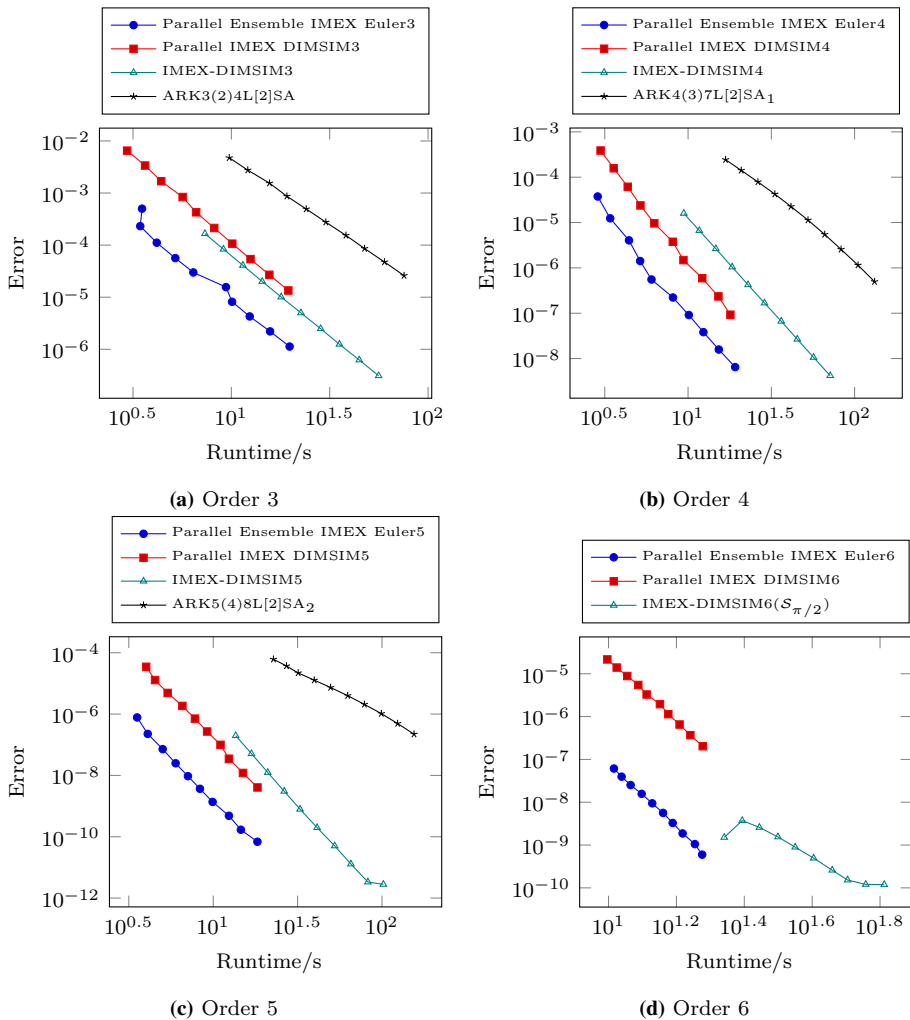 Parallel Ensemble IMEX Euler3
Parallel IMEX DIMSIM3
IMEX-DIMSIM3
ARK3(2)4L[2]SA
10^−2
10^−3
10^−4
10^−5
10^−6
Error
10^0.5
10^1
10^1.5
10^2
Runtime/s
(a) Order 3
Parallel Ensemble IMEX Euler4
Parallel IMEX DIMSIM4
IMEX-DIMSIM4
ARK4(3)7L[2]SA₁
10^−3
10^−4
10^−5
10^−6
10^−7
10^−8
Error
10^0.5
10^1
10^1.5
10^2
Runtime/s
(b) Order 4
Parallel Ensemble IMEX Euler5
Parallel IMEX DIMSIM5
IMEX-DIMSIM5
ARK5(4)8L[2]SA₂
10^−4
10^−6
10^−8
10^−10
10^−12
Error
10^0.5
10^1
10^1.5
10^2
Runtime/s
(c) Order 5
Parallel Ensemble IMEX Euler6
Parallel IMEX DIMSIM6
IMEX-DIMSIM6(𝒮_π/2)
10^−5
10^−6
10^−7
10^−8
10^−9
10^−10
Error
10^1
10^1.2
10^1.4
10^1.6
10^1.8
Runtime/s
(d) Order 6